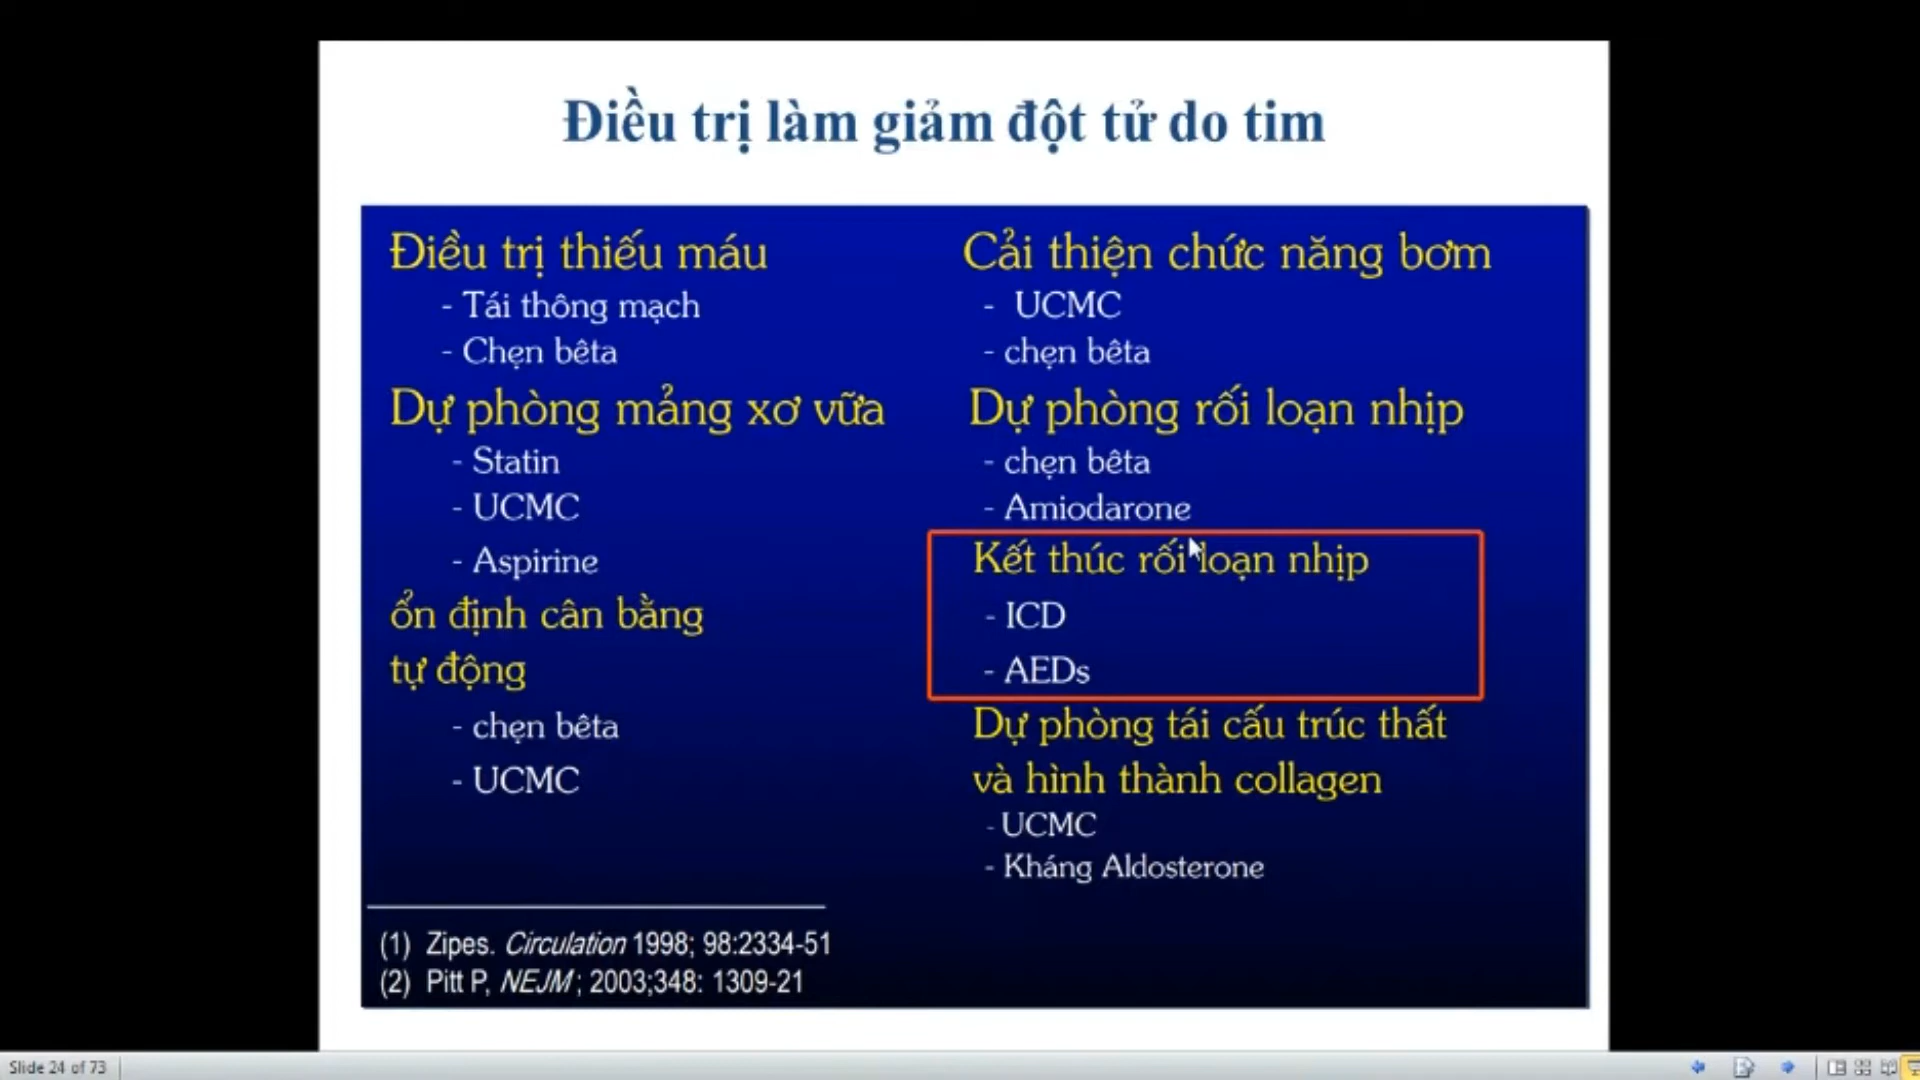 Điều trị làm giảm đột tử do tim
Điều trị thiếu máu
- Tái thông mạch
- Chẹn bêta
Dự phòng mảng xơ vữa
- Statin
- UCMC
- Aspirine
ổn định cân bằng
tự động
- chẹn bêta
- UCMC
Cải thiện chức năng bơm
- UCMC
- chẹn bêta
Dự phòng rối loạn nhịp
- chẹn bêta
- Amiodarone
Kết thúc rối loạn nhịp
- ICD
- AEDs
Dự phòng tái cấu trúc thất
và hình thành collagen
- UCMC
- Kháng Aldosterone
(1) Zipes. Circulation 1998; 98:2334-51
(2) Pitt P, NEJM; 2003;348: 1309-21
Slide 24 of 73